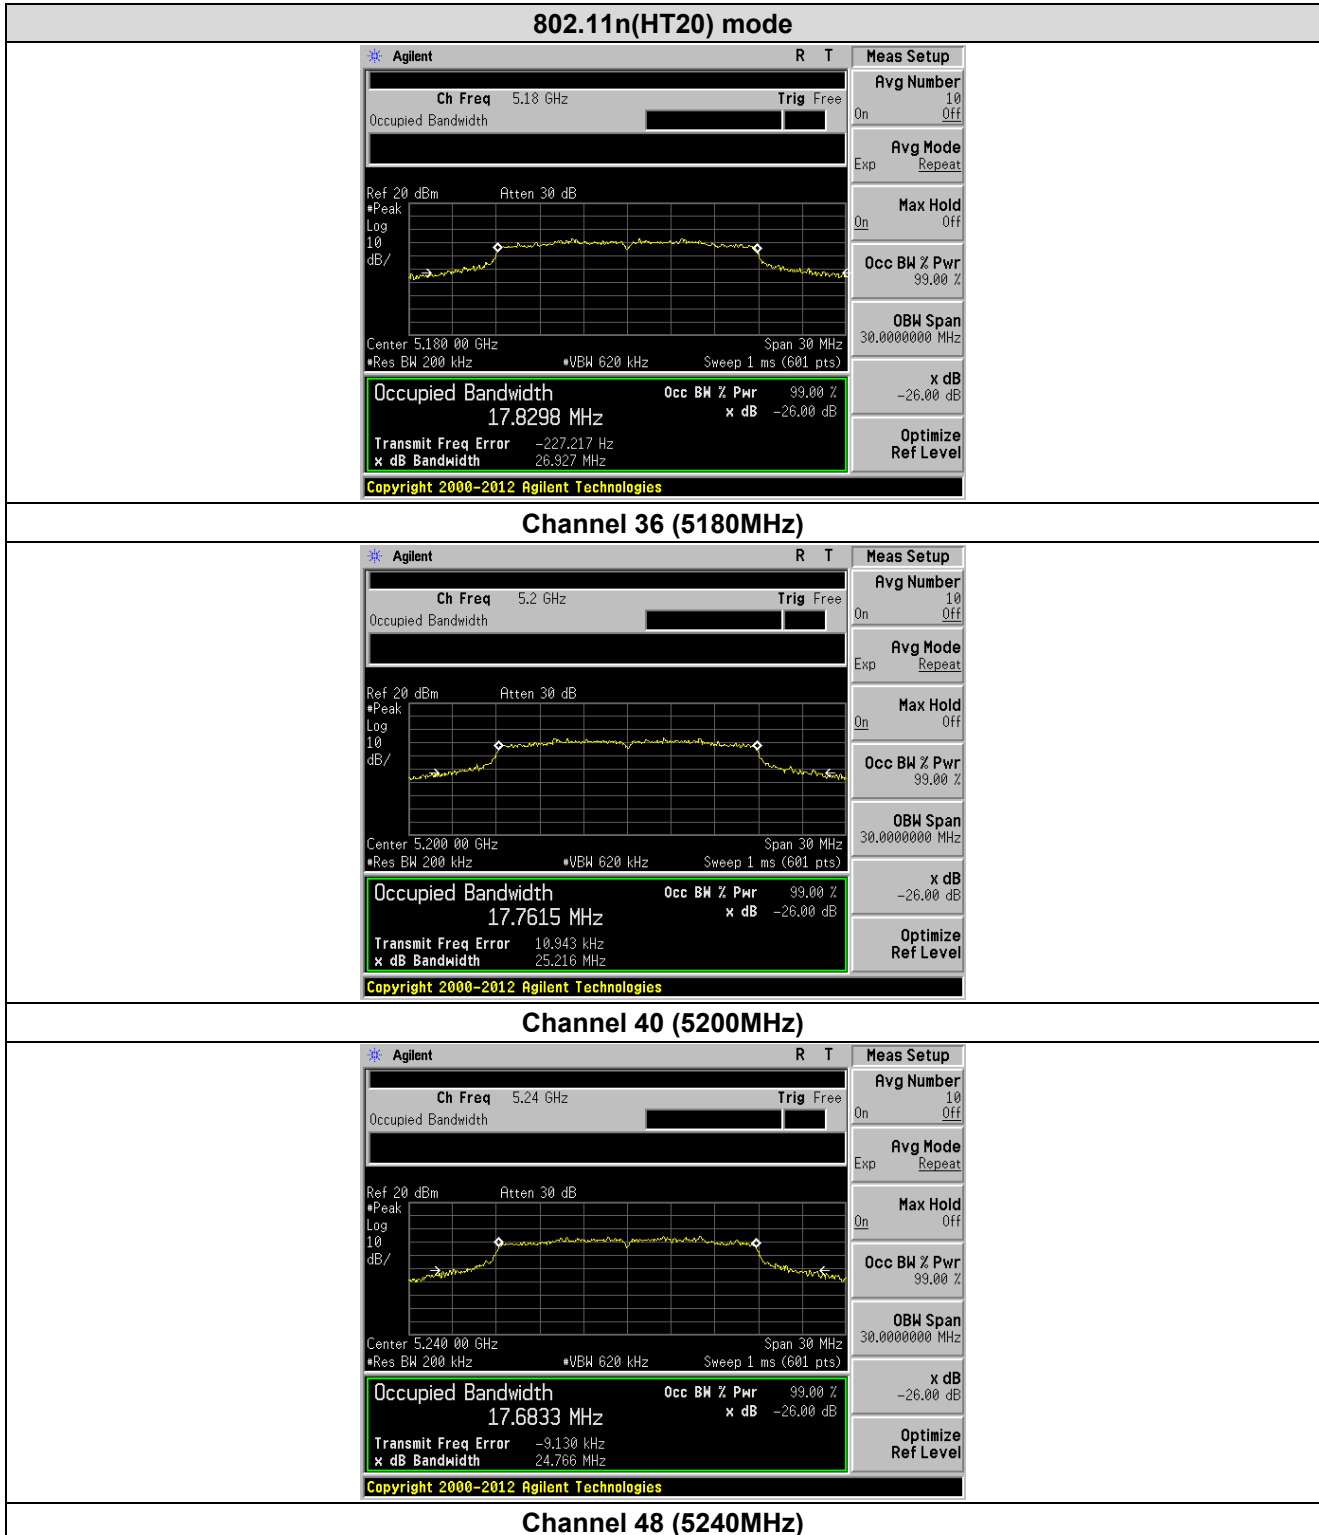 802.11n(HT20) mode
Agilent R T Meas Setup
Ch Freq 5.18 GHz Trig Free
Occupied Bandwidth
Avg Number
10
On Off
Avg Mode
Exp Repeat
Ref 20 dBm Atten 30 dB
#Peak
Log
10
dB/
Max Hold
On Off
Occ BW % Pwr
99.00 %
OBW Span
30.0000000 MHz
Center 5.180 00 GHz Span 30 MHz
#Res BW 200 kHz #VBW 620 kHz Sweep 1 ms (601 pts)
x dB
-26.00 dB
Occupied Bandwidth Occ BW % Pwr 99.00 %
17.8298 MHz x dB -26.00 dB
Transmit Freq Error -227.217 Hz
x dB Bandwidth 26.927 MHz
Optimize
Ref Level
Copyright 2000-2012 Agilent Technologies
Channel 36 (5180MHz)
Agilent R T Meas Setup
Ch Freq 5.2 GHz Trig Free
Occupied Bandwidth
Avg Number
10
On Off
Avg Mode
Exp Repeat
Ref 20 dBm Atten 30 dB
#Peak
Log
10
dB/
Max Hold
On Off
Occ BW % Pwr
99.00 %
OBW Span
30.0000000 MHz
Center 5.200 00 GHz Span 30 MHz
#Res BW 200 kHz #VBW 620 kHz Sweep 1 ms (601 pts)
x dB
-26.00 dB
Occupied Bandwidth Occ BW % Pwr 99.00 %
17.7615 MHz x dB -26.00 dB
Transmit Freq Error 10.943 kHz
x dB Bandwidth 25.216 MHz
Optimize
Ref Level
Copyright 2000-2012 Agilent Technologies
Channel 40 (5200MHz)
Agilent R T Meas Setup
Ch Freq 5.24 GHz Trig Free
Occupied Bandwidth
Avg Number
10
On Off
Avg Mode
Exp Repeat
Ref 20 dBm Atten 30 dB
#Peak
Log
10
dB/
Max Hold
On Off
Occ BW % Pwr
99.00 %
OBW Span
30.0000000 MHz
Center 5.240 00 GHz Span 30 MHz
#Res BW 200 kHz #VBW 620 kHz Sweep 1 ms (601 pts)
x dB
-26.00 dB
Occupied Bandwidth Occ BW % Pwr 99.00 %
17.6833 MHz x dB -26.00 dB
Transmit Freq Error -9.130 kHz
x dB Bandwidth 24.766 MHz
Optimize
Ref Level
Copyright 2000-2012 Agilent Technologies
Channel 48 (5240MHz)